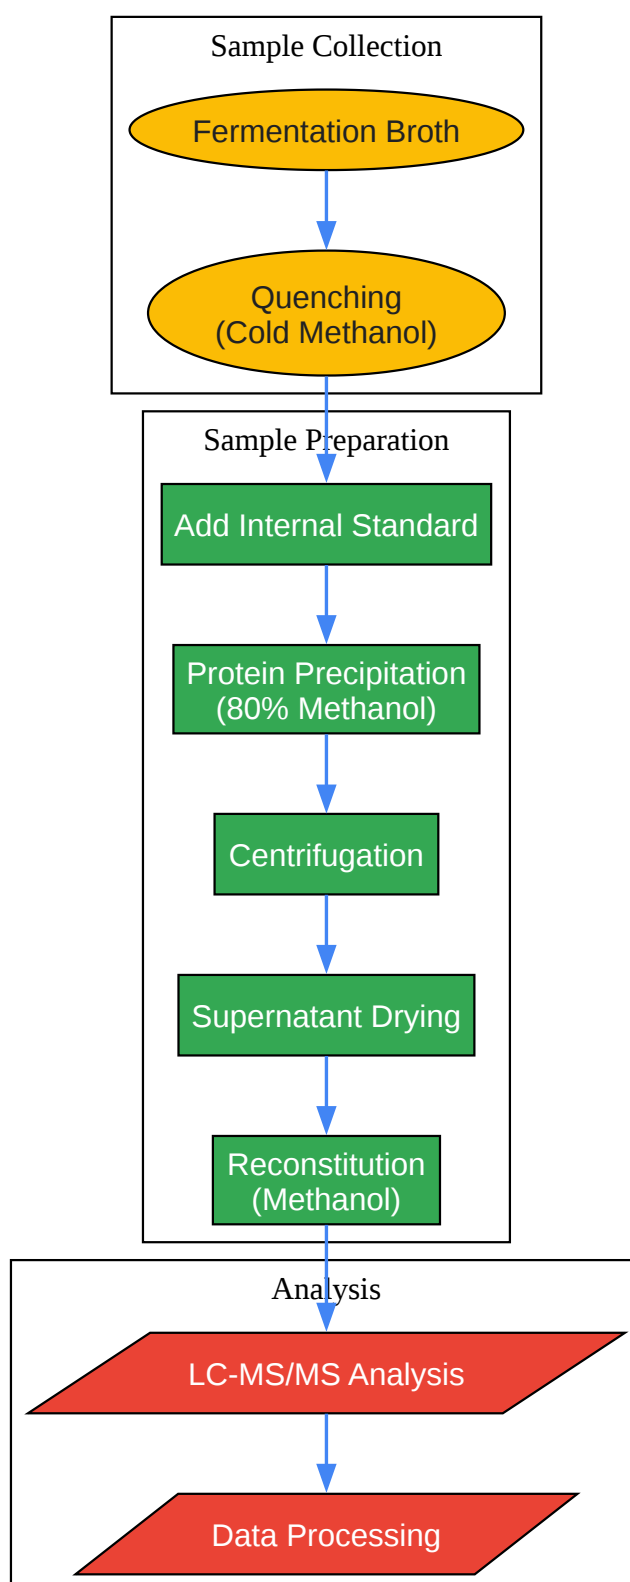 Sample Collection
Fermentation Broth
Quenching
(Cold Methanol)
Sample Preparation
Add Internal Standard
Protein Precipitation
(80% Methanol)
Centrifugation
Supernatant Drying
Reconstitution
(Methanol)
Analysis
LC-MS/MS Analysis
Data Processing